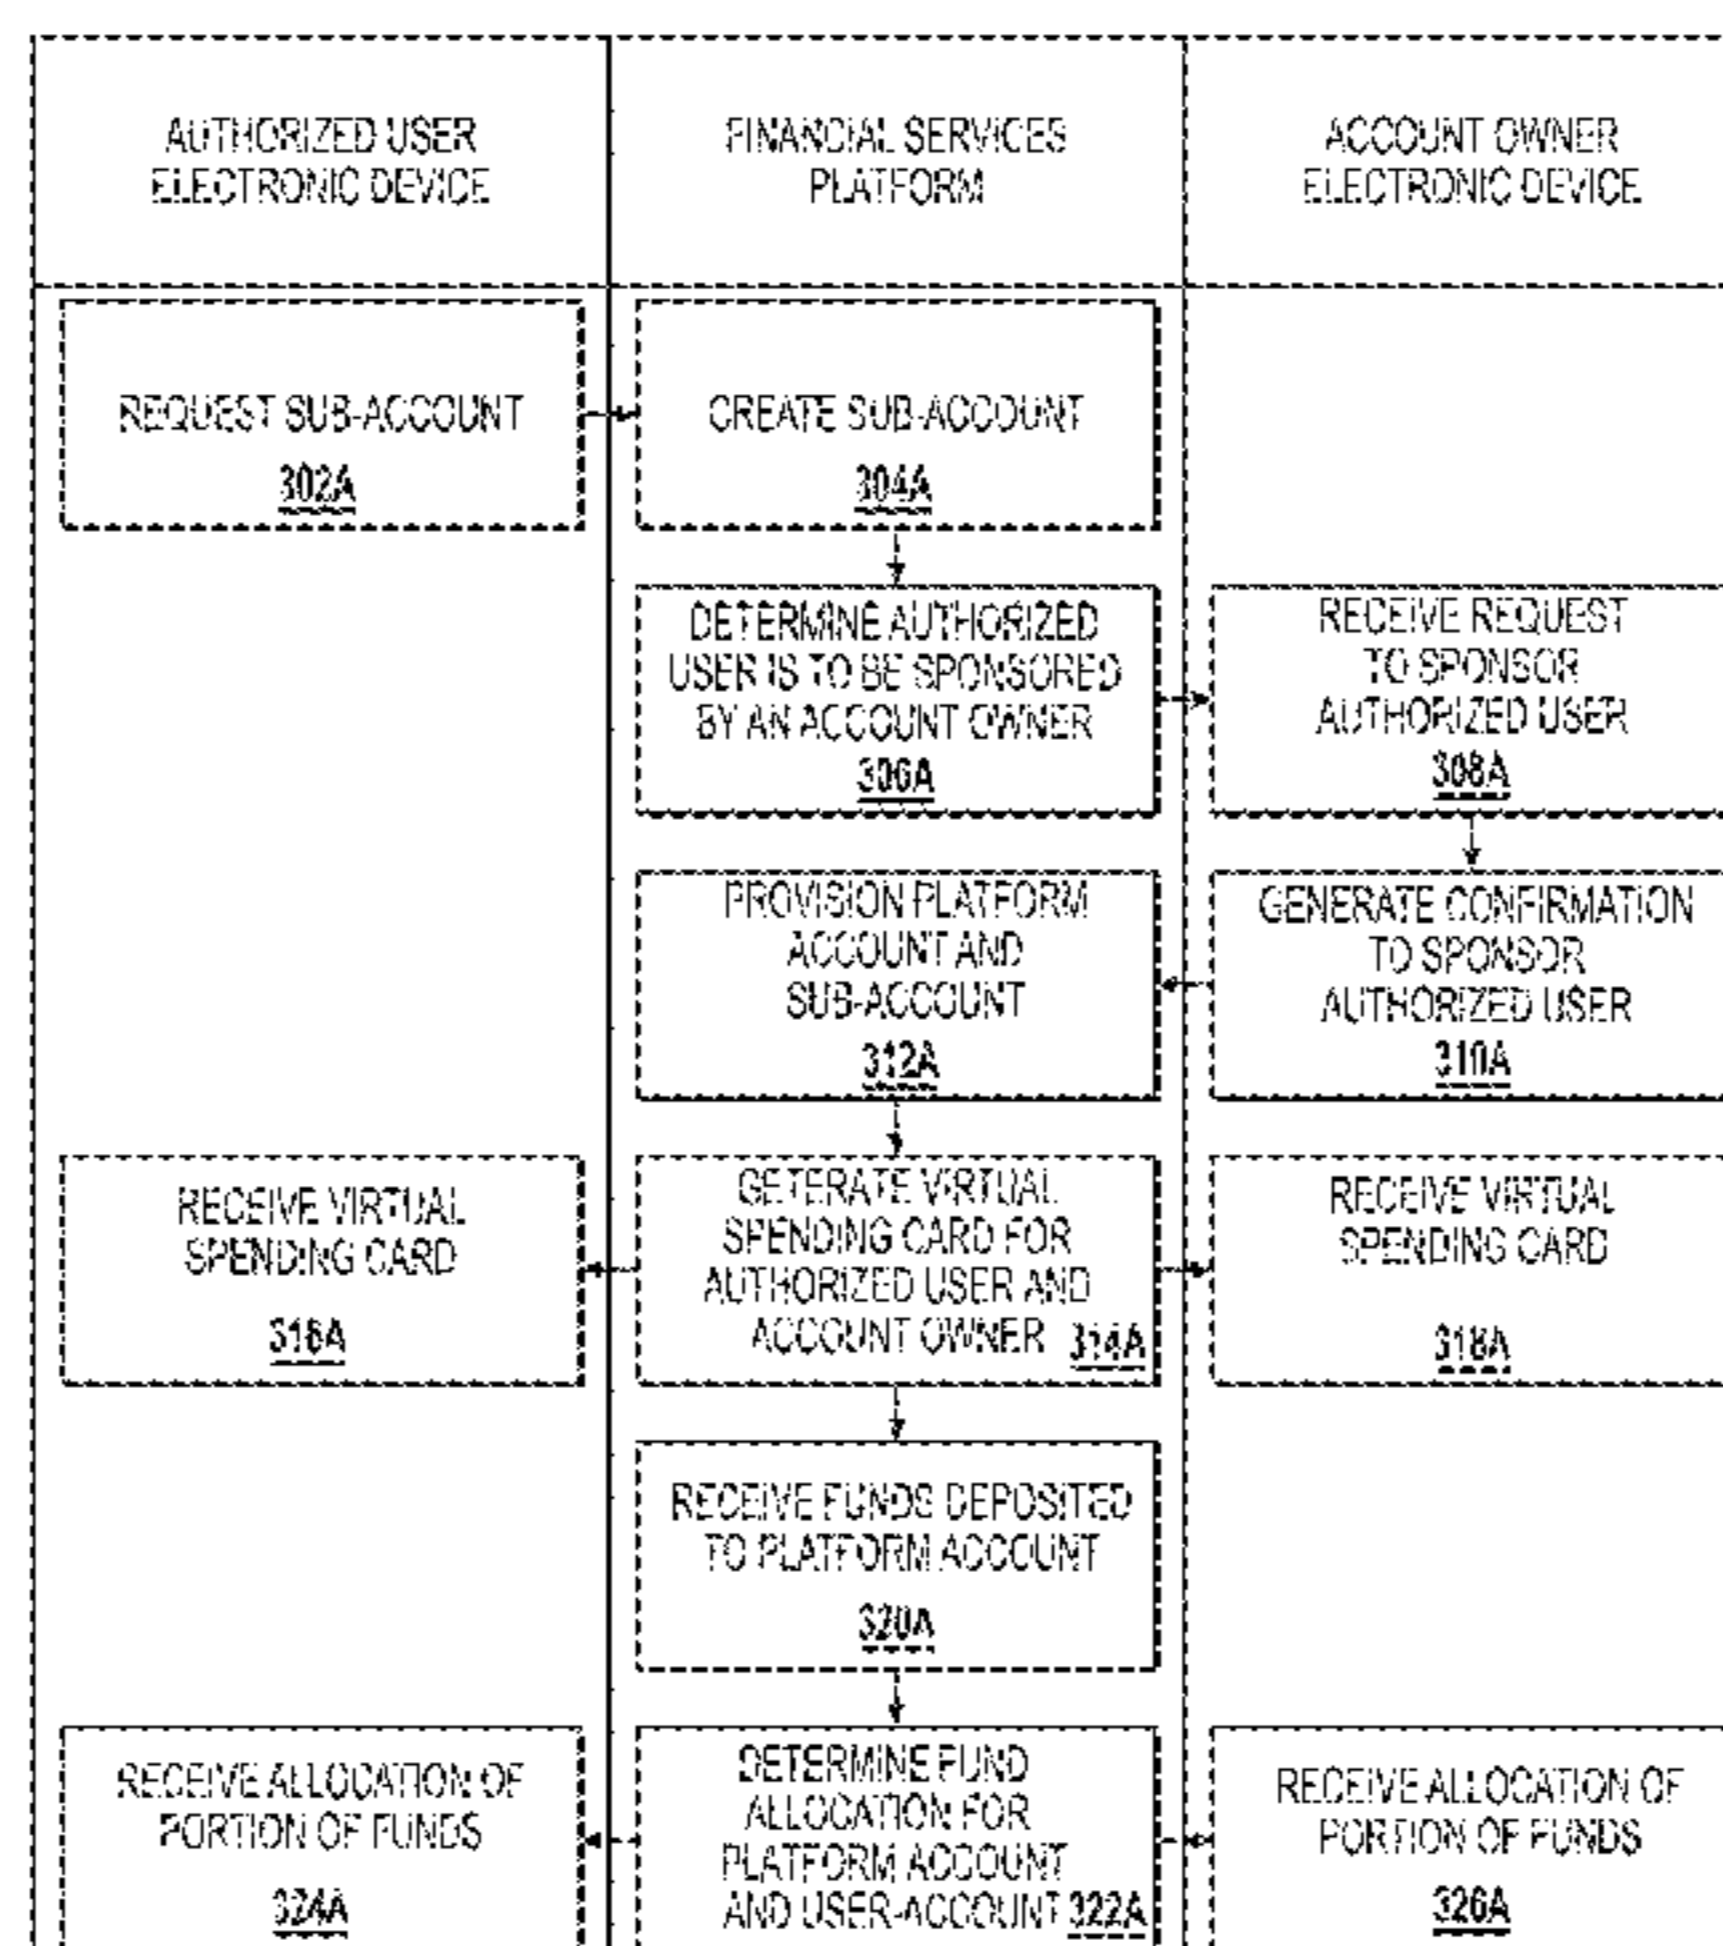 AUTHORIZED USER
ELECTRONIC DEVICE
FINANCIAL SERVICES
PLATFORM
ACCOUNT OWNER
ELECTRONIC DEVICE
REQUEST SUB-ACCOUNT
302A
CREATE SUB-ACCOUNT
304A
DETERMINE AUTHORIZED
USER IS TO BE SPONSORED
BY AN ACCOUNT OWNER
306A
RECEIVE REQUEST
TO SPONSOR
AUTHORIZED USER
308A
PROVISION PLATFORM
ACCOUNT AND
SUB-ACCOUNT
312A
GENERATE CONFIRMATION
TO SPONSOR
AUTHORIZED USER
310A
RECEIVE VIRTUAL
SPENDING CARD
316A
GETERATE VIRTUAL
SPENDING CARD FOR
AUTHORIZED USER AND
ACCOUNT OWNER 314A
RECEIVE VIRTUAL
SPENDING CARD
318A
RECEIVE FUNDS DEPOSITED
TO PLATFORM ACCOUNT
320A
RECEIVE ALLOCATION OF
PORTION OF FUNDS
324A
DETERMINE FUND
ALLOCATION FOR
PLATFORM ACCOUNT
AND USER-ACCOUNT 322A
RECEIVE ALLOCATION OF
PORTION OF FUNDS
326A